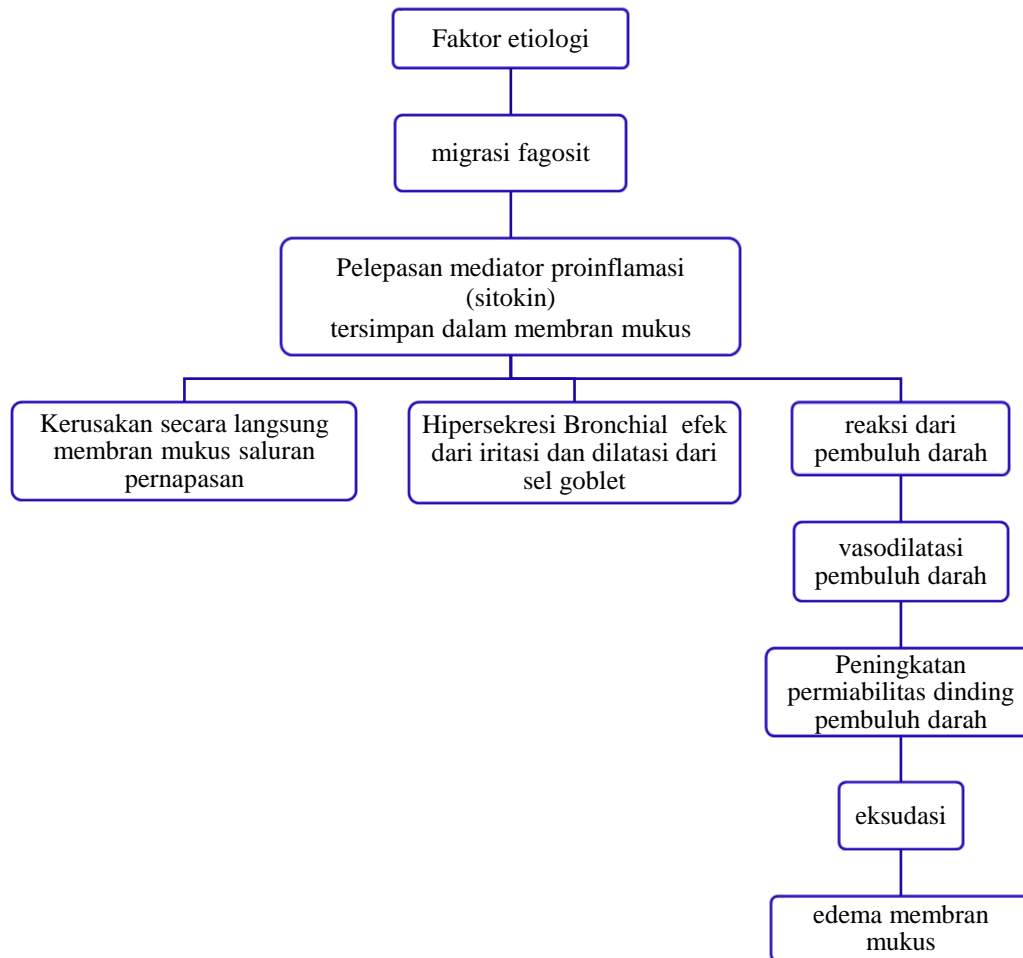 Faktor etiologi
migrasi fagosit
Pelepasan mediator proinflamasi
(sitokin)
tersimpan dalam membran mukus
Kerusakan secara langsung
membran mukus saluran
pernapasan
Hipersekresi Bronchial efek
dari iritasi dan dilatasi dari
sel goblet
reaksi dari
pembuluh darah
vasodilatasi
pembuluh darah
Peningkatan
permiabilitas dinding
pembuluh darah
eksudasi
edema membran
mukus